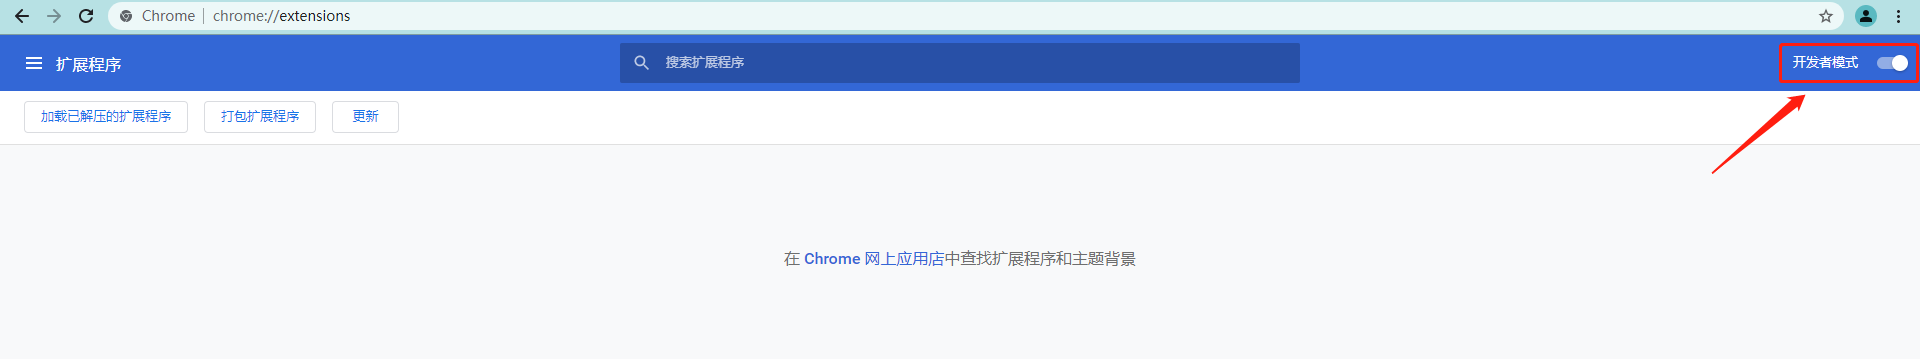 Chrome | chrome://extensions
扩展程序
搜索扩展程序
开发者模式
加载已解压的扩展程序
打包扩展程序
更新
在 Chrome 网上应用店中查找扩展程序和主题背景